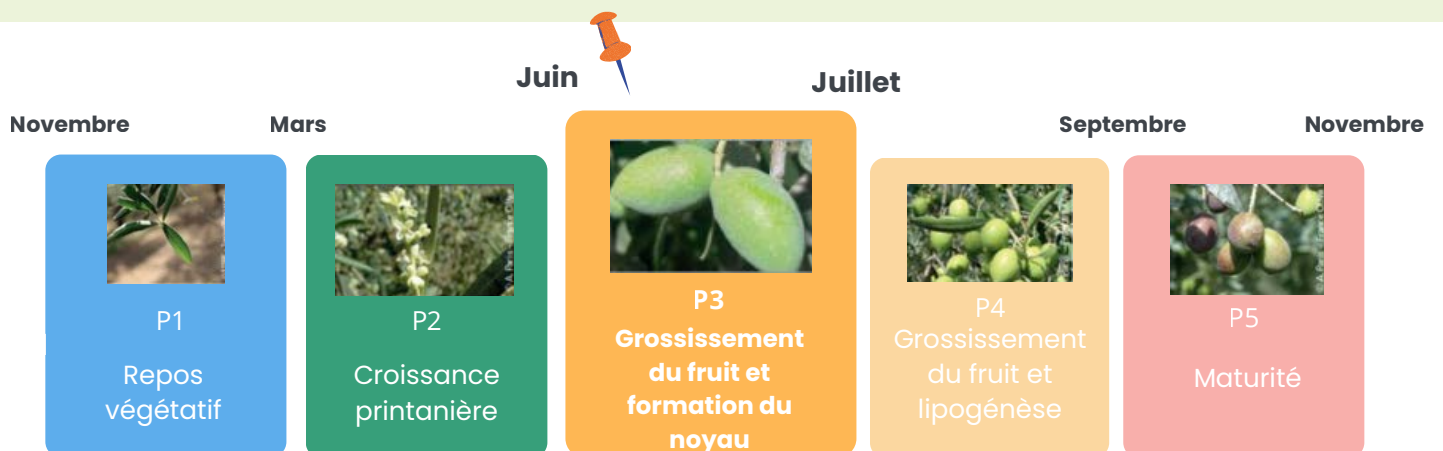 Juin
Juillet
Novembre
Mars
Septembre
Novembre
P1
Repos
végétatif
P2
Croissance
printanière
P3
Grossissement
du fruit et
formation du
noyau
P4
Grossissement
du fruit et
lipogénèse
P5
Maturité